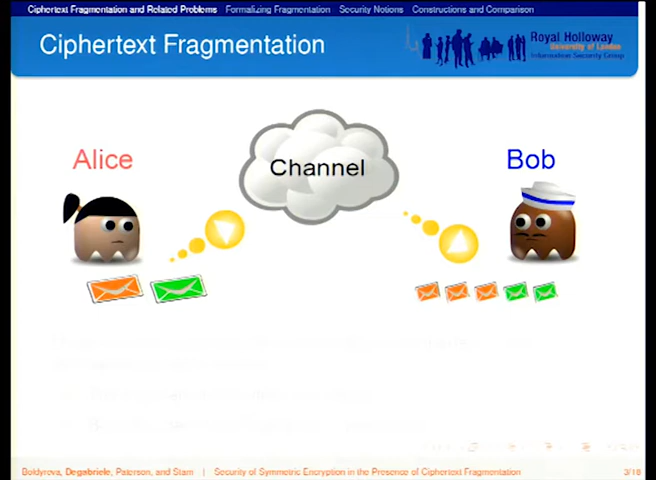 Ciphertext Fragmentation and Related Problems Formalizing Fragmentation Security Notions Constructions and Comparison
Ciphertext Fragmentation
Royal Holloway
University of London
Information Security Group
Alice
Channel
Bob
Boldyreva, Degabriele, Paterson, and Stam | Security of Symmetric Encryption in the Presence of Ciphertext Fragmentation
3/18